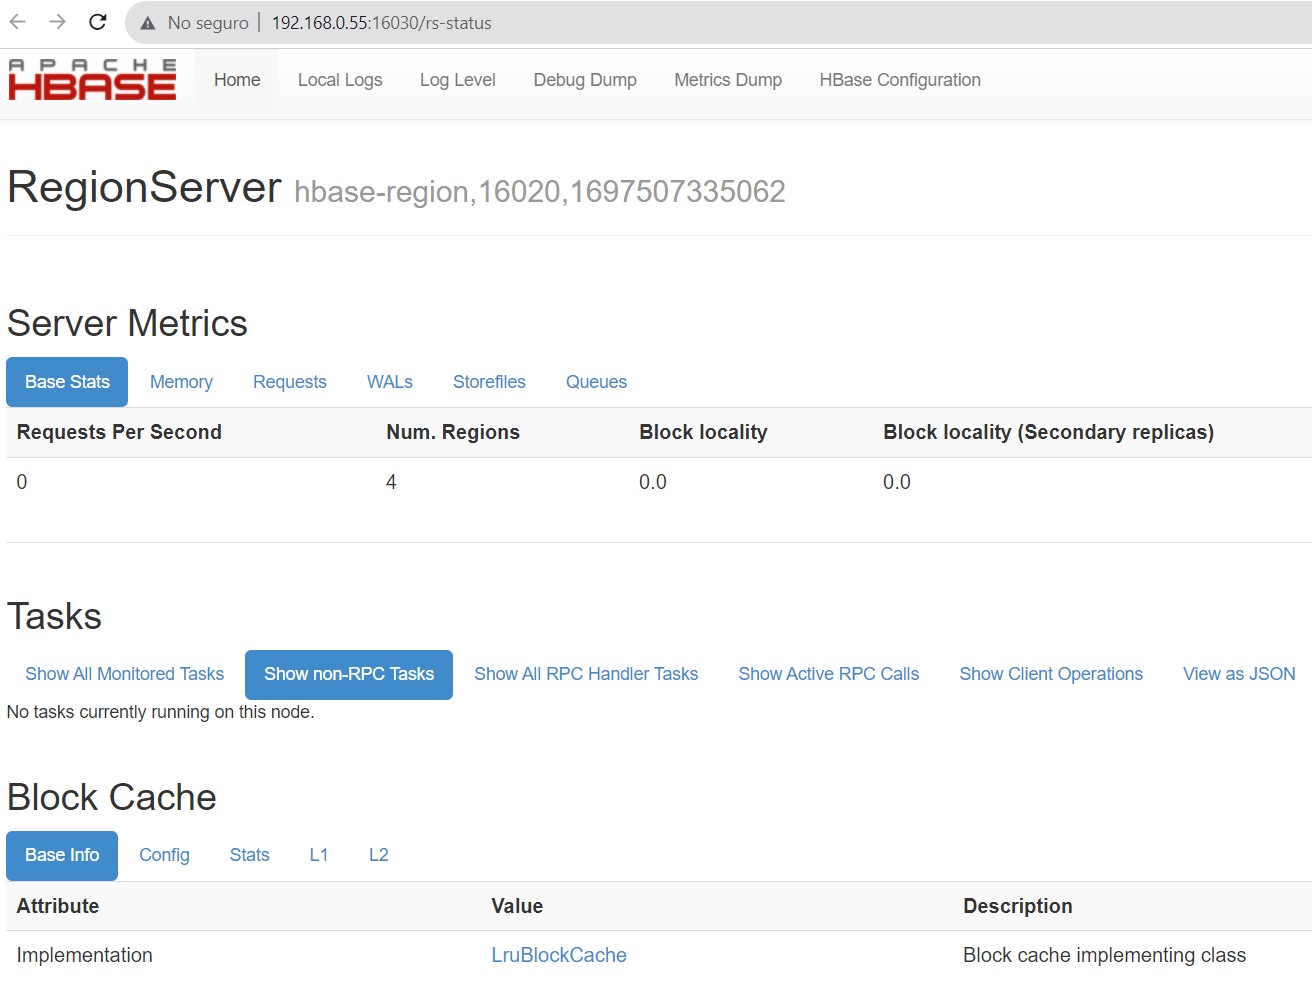 No seguro 192.168.0.55:16030/rs-status
APACHE
HBASE
Home Local Logs Log Level Debug Dump Metrics Dump HBase Configuration
RegionServer hbase-region,16020,1697507335062
Server Metrics
Base Stats Memory Requests WALs Storefiles Queues
Requests Per Second Num. Regions Block locality Block locality (Secondary replicas)
0 4 0.0 0.0
Tasks
Show All Monitored Tasks Show non-RPC Tasks Show All RPC Handler Tasks Show Active RPC Calls Show Client Operations View as JSON
No tasks currently running on this node.
Block Cache
Base Info Config Stats L1 L2
Attribute Value Description
Implementation LruBlockCache Block cache implementing class